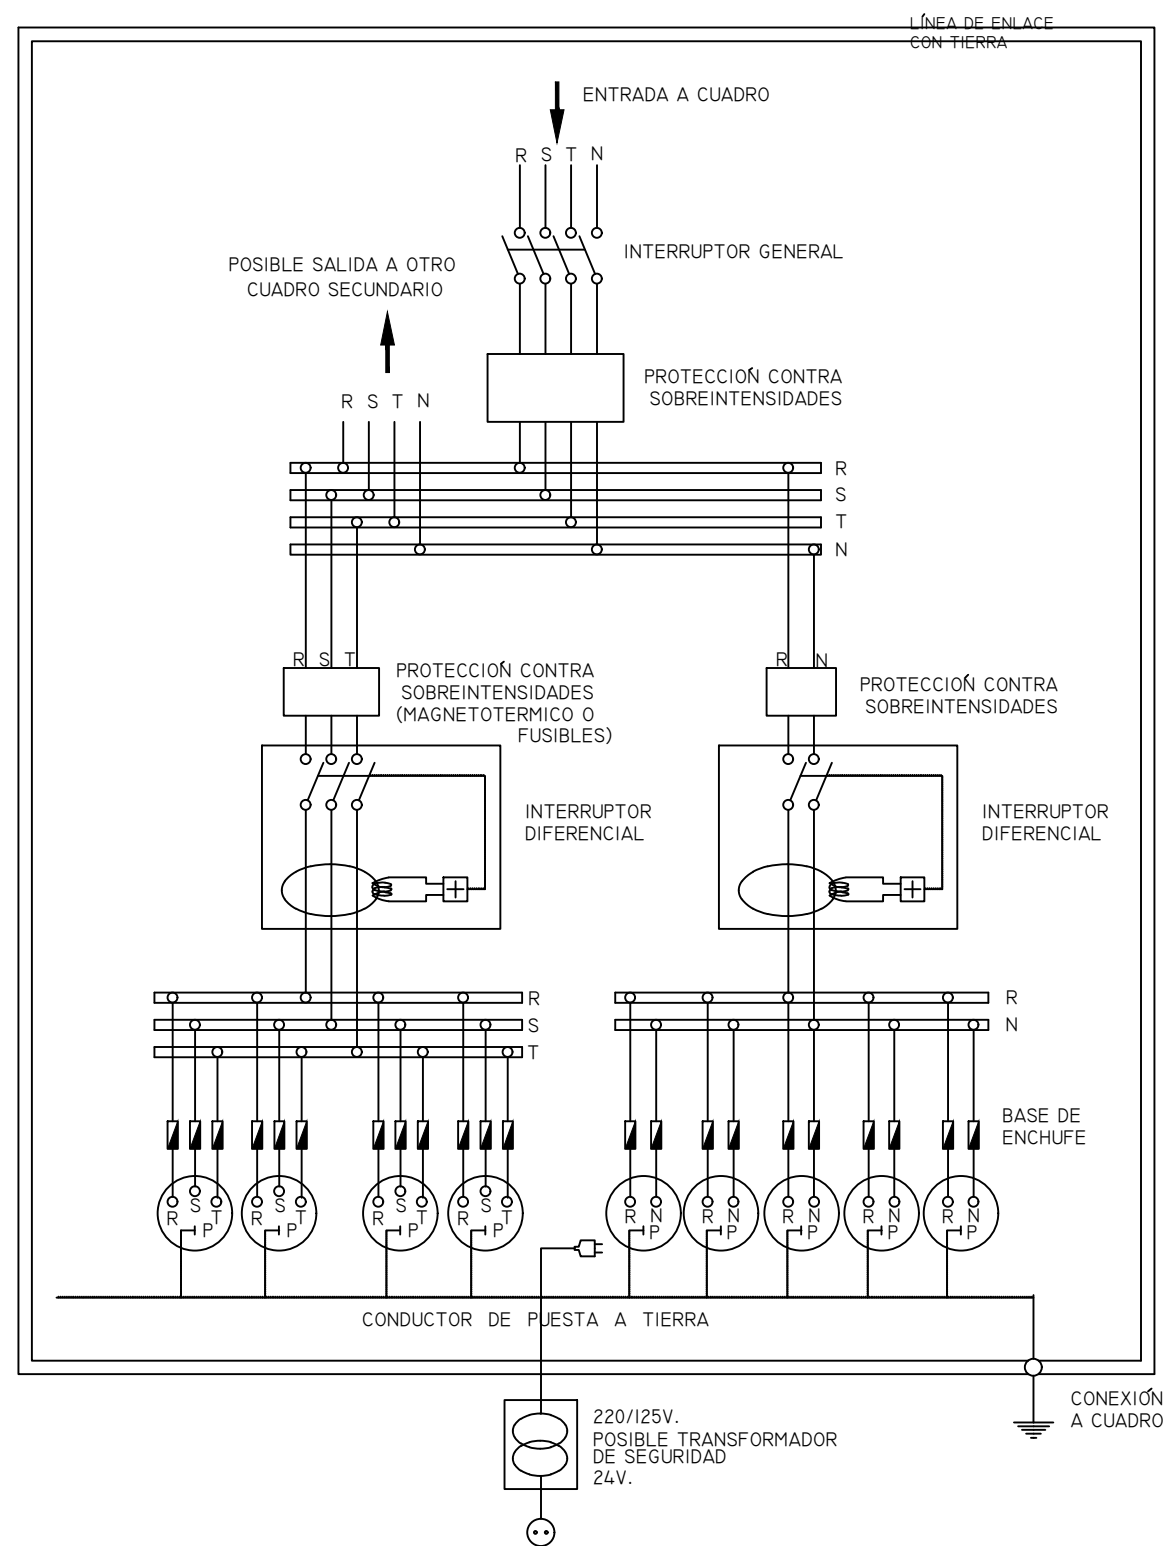 LÍNEA DE ENLACE
CON TIERRA
ENTRADA A CUADRO
R S T N
INTERRUPTOR GENERAL
POSIBLE SALIDA A OTRO
CUADRO SECUNDARIO
PROTECCIÓN CONTRA
SOBREINTENSIDADES
R S T N
R
S
T
N
R S T
R N
PROTECCIÓN CONTRA
SOBREINTENSIDADES
(MAGNETOTERMICO O
FUSIBLES)
PROTECCIÓN CONTRA
SOBREINTENSIDADES
INTERRUPTOR
DIFERENCIAL
INTERRUPTOR
DIFERENCIAL
R
S
T
R
N
BASE DE
ENCHUFE
R S T P
R S T P
R S T P
R S T P
R N P
R N P
R N P
R N P
R N P
CONDUCTOR DE PUESTA A TIERRA
CONEXIÓN
A CUADRO
220/125V.
POSIBLE TRANSFORMADOR
DE SEGURIDAD
24V.